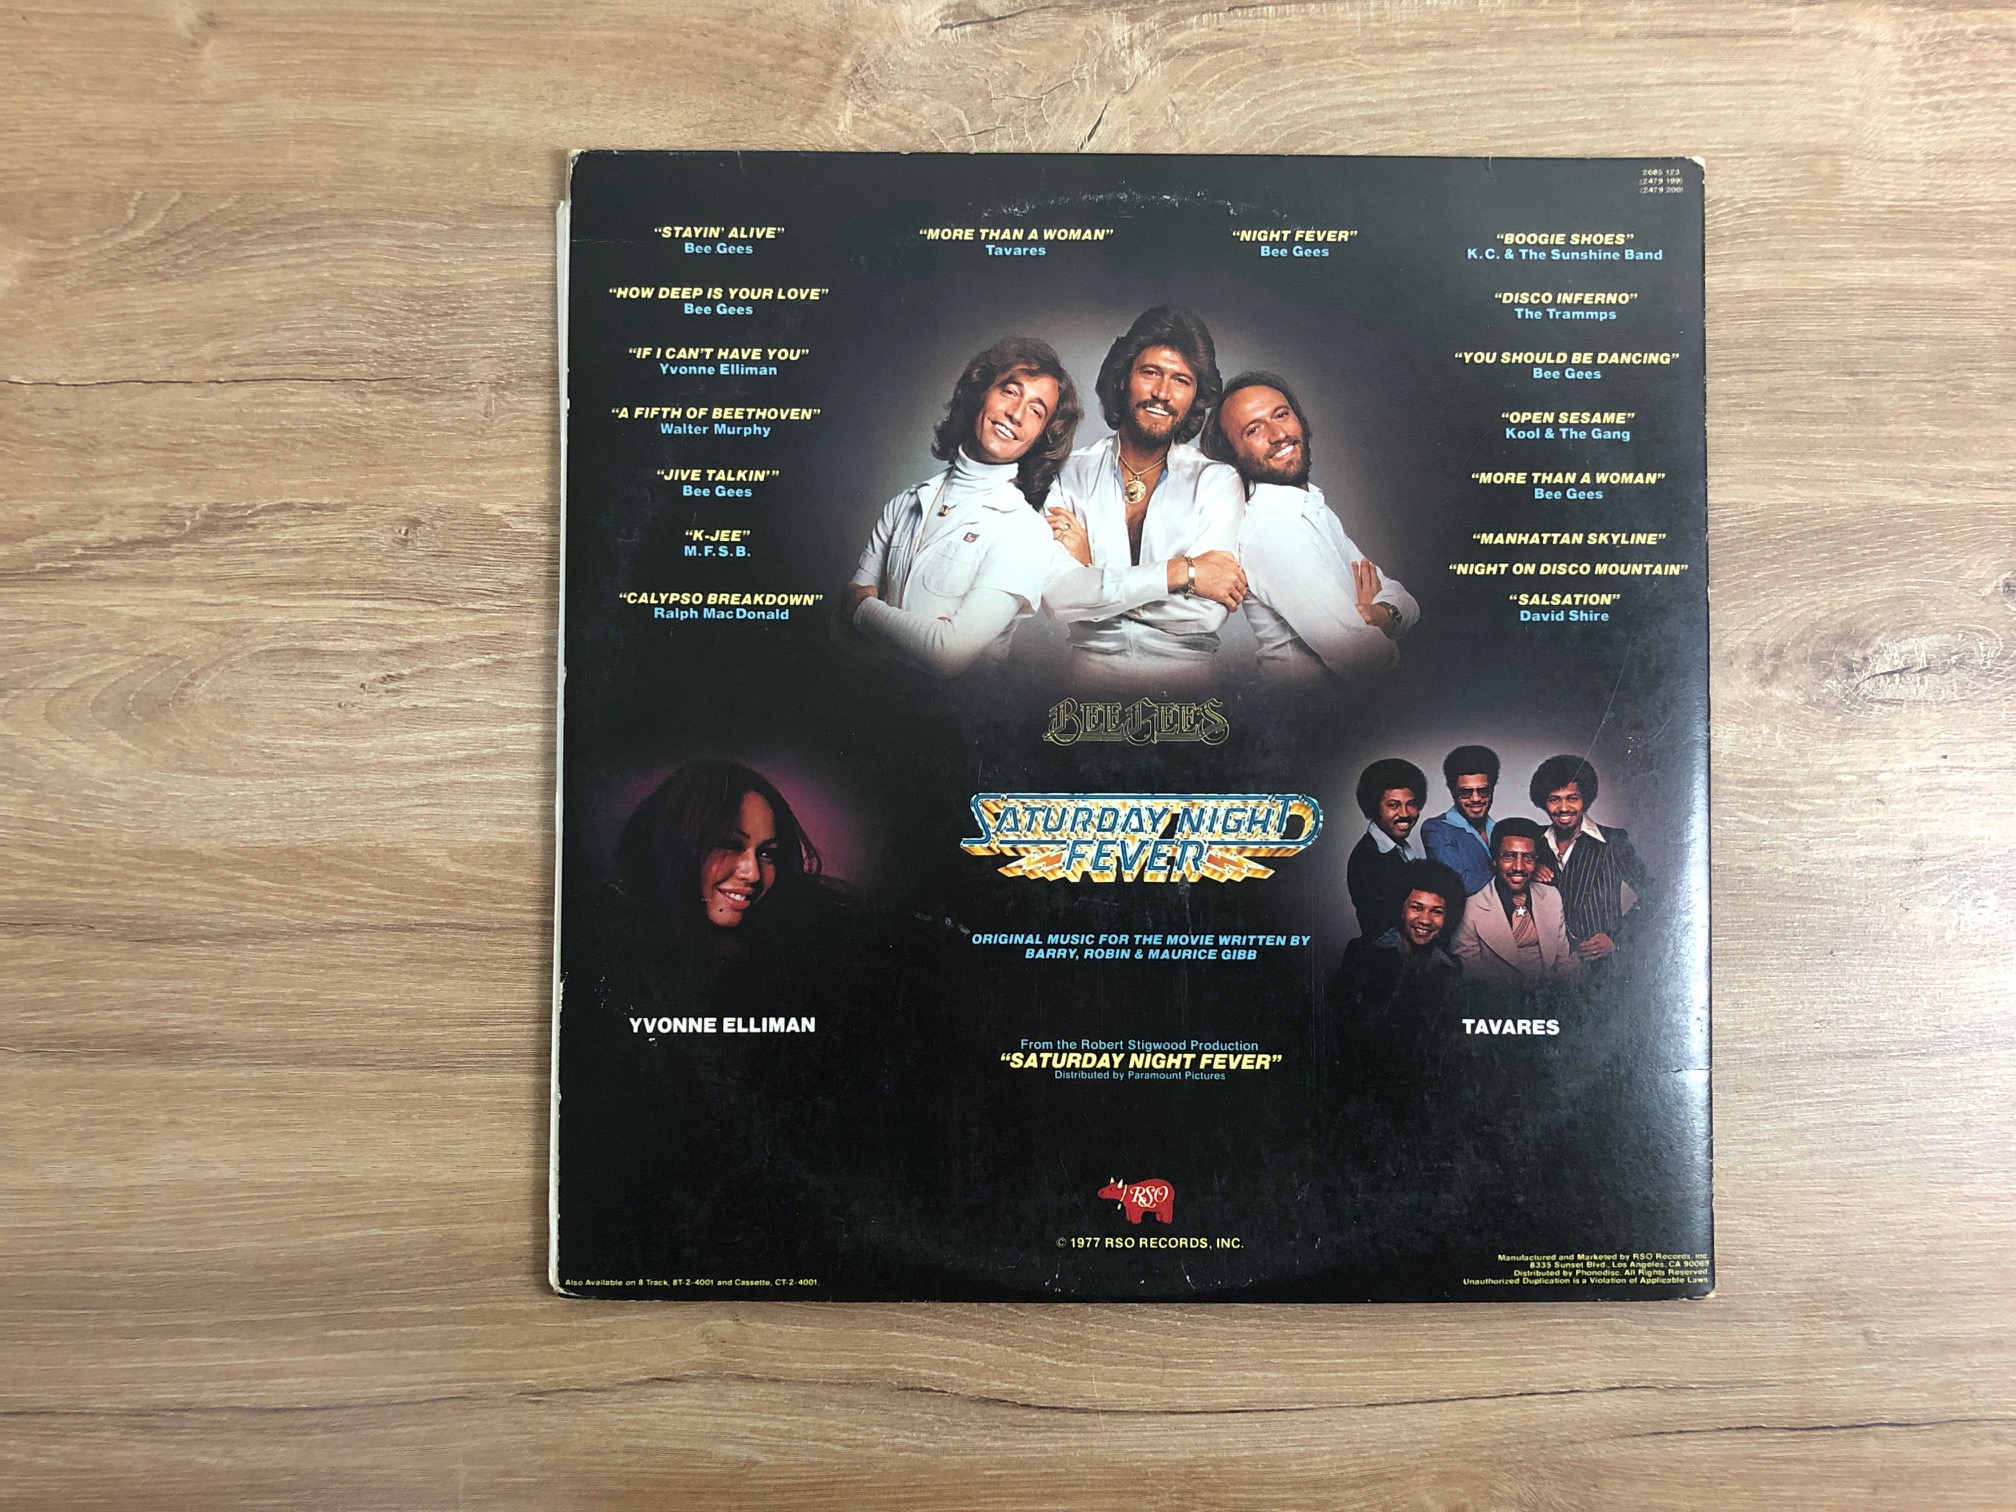 2685 123
(2479 199)
(2479 200)
“STAYIN’ ALIVE”
Bee Gees
“HOW DEEP IS YOUR LOVE”
Bee Gees
“IF I CAN’T HAVE YOU”
Yvonne Elliman
“A FIFTH OF BEETHOVEN”
Walter Murphy
“JIVE TALKIN’”
Bee Gees
“K-JEE”
M.F.S.B.
“CALYPSO BREAKDOWN”
Ralph MacDonald
“MORE THAN A WOMAN”
Tavares
“NIGHT FEVER”
Bee Gees
“BOOGIE SHOES”
K.C. & The Sunshine Band
“DISCO INFERNO”
The Trammps
“YOU SHOULD BE DANCING”
Bee Gees
“OPEN SESAME”
Kool & The Gang
“MORE THAN A WOMAN”
Bee Gees
“MANHATTAN SKYLINE”
“NIGHT ON DISCO MOUNTAIN”
“SALSATION”
David Shire
BEE GEES
SATURDAY NIGHT
FEVER
ORIGINAL MUSIC FOR THE MOVIE WRITTEN BY
BARRY, ROBIN & MAURICE GIBB
YVONNE ELLIMAN
TAVARES
From the Robert Stigwood Production
“SATURDAY NIGHT FEVER”
Distributed by Paramount Pictures
RSO
© 1977 RSO RECORDS, INC.
Also Available on 8 Track, 8T-2-4001 and Cassette, CT-2-4001.
Manufactured and Marketed by RSO Records, Inc.
8335 Sunset Blvd., Los Angeles, CA 90069
Distributed by Phonodisc. All Rights Reserved.
Unauthorized Duplication is a Violation of Applicable Laws